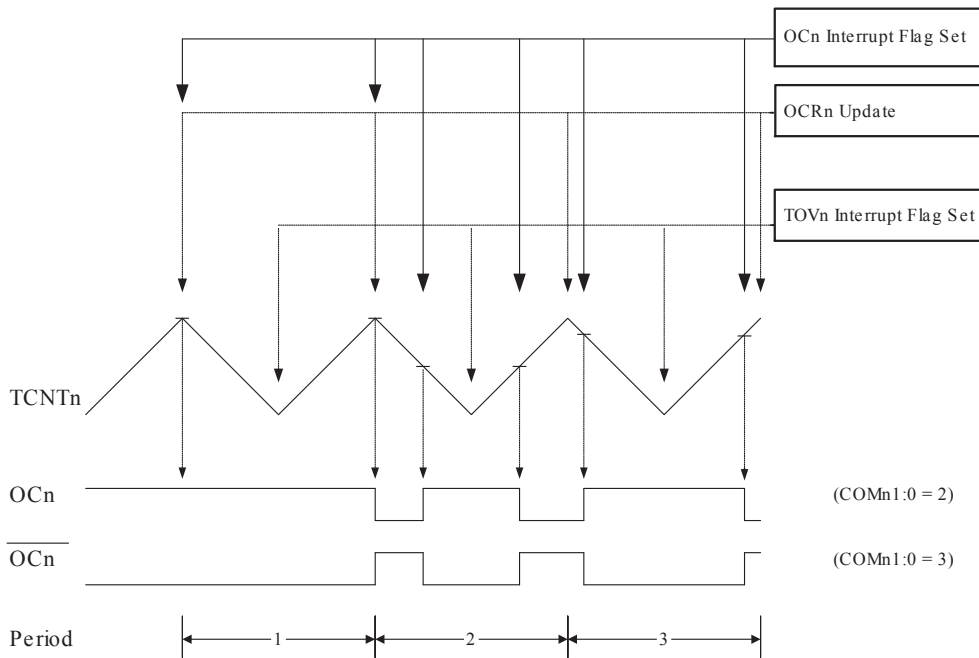 OCn Interrupt Flag Set
OCRn Update
TOVn Interrupt Flag Set
TCNTn
OCn
(COMn1:0 = 2)
OCn
(COMn1:0 = 3)
Period
1
2
3